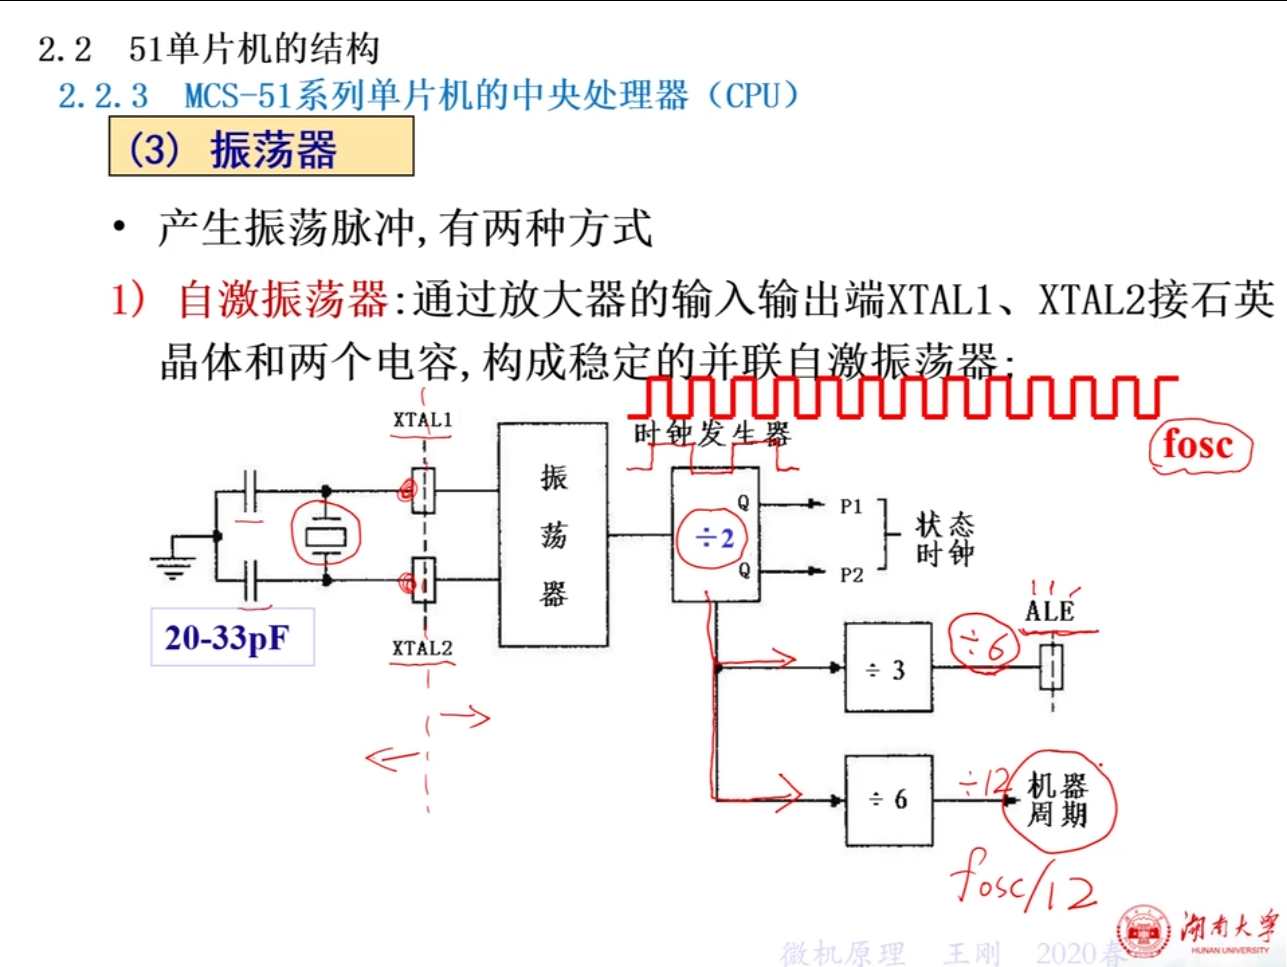 2.2 51单片机的结构
2.2.3 MCS-51系列单片机的中央处理器（CPU）
(3) 振荡器
• 产生振荡脉冲,有两种方式
1) 自激振荡器:通过放大器的输入输出端XTAL1、XTAL2接石英
晶体和两个电容,构成稳定的并联自激振荡器;
fosc
XTAL1
时钟发生器
振荡器
÷2
Q
P1
Q
P2
状态
时钟
20-33pF
XTAL2
÷ 3
÷6
ALE
÷ 6
÷12
机器
周期
fosc/12
湖南大学
HUNAN UNIVERSITY
微机原理 王刚 2020春